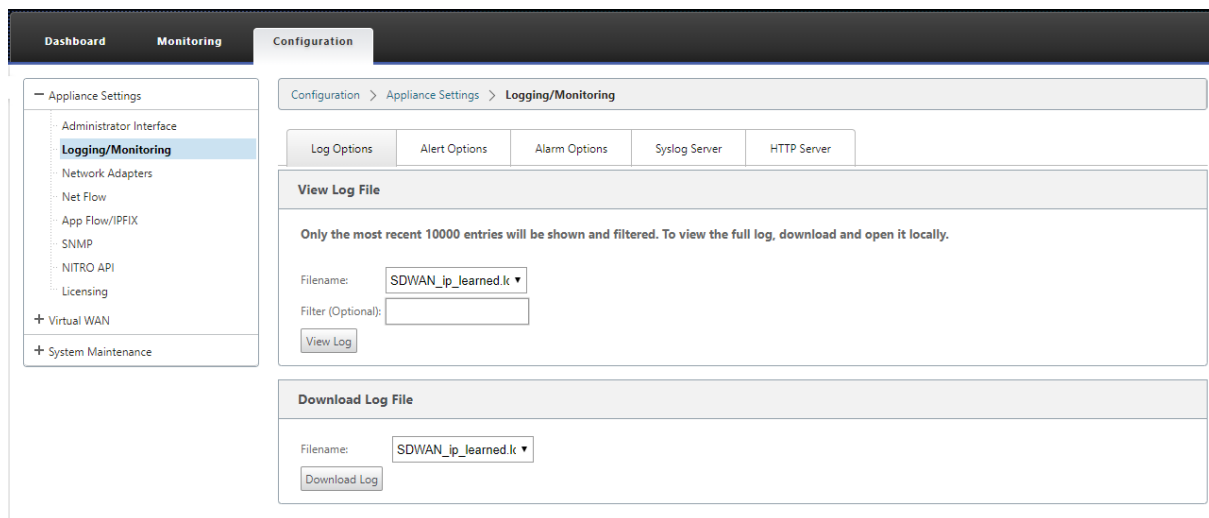 Dashboard Monitoring Configuration
Appliance Settings
Administrator Interface
Logging/Monitoring
Network Adapters
Net Flow
App Flow/IPFIX
SNMP
NITRO API
Licensing
Virtual WAN
System Maintenance
Configuration > Appliance Settings > Logging/Monitoring
Log Options Alert Options Alarm Options Syslog Server HTTP Server
View Log File
Only the most recent 10000 entries will be shown and filtered. To view the full log, download and open it locally.
Filename: SDWAN_ip_learned.lc
Filter (Optional):
View Log
Download Log File
Filename: SDWAN_ip_learned.lc
Download Log